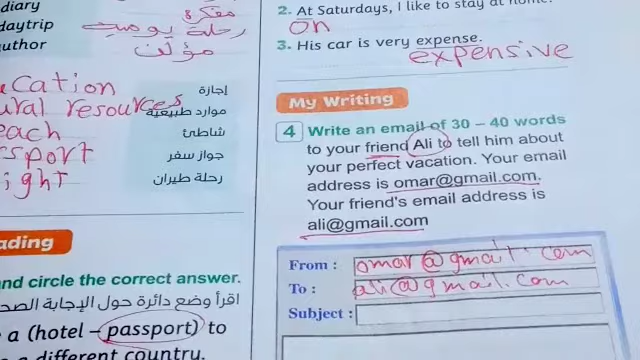 diary مفكرة
daytrip رحلة يومية
author مؤلف
cation إجازة
ural resources موارد طبيعية
each شاطئ
sport جواز سفر
ight رحلة طيران
ading
and circle the correct answer.
اقرأ وضع دائرة حول الإجابة الصح
a (hotel – passport) to
a different country.
2. At Saturdays, I like to stay at home.
on
3. His car is very expense.
expensive
My Writing
4 Write an email of 30 – 40 words
to your friend Ali to tell him about
your perfect vacation. Your email
address is omar@gmail.com.
Your friend's email address is
ali@gmail.com
From : omar@gmail.com
To : ali@gmail.com
Subject :